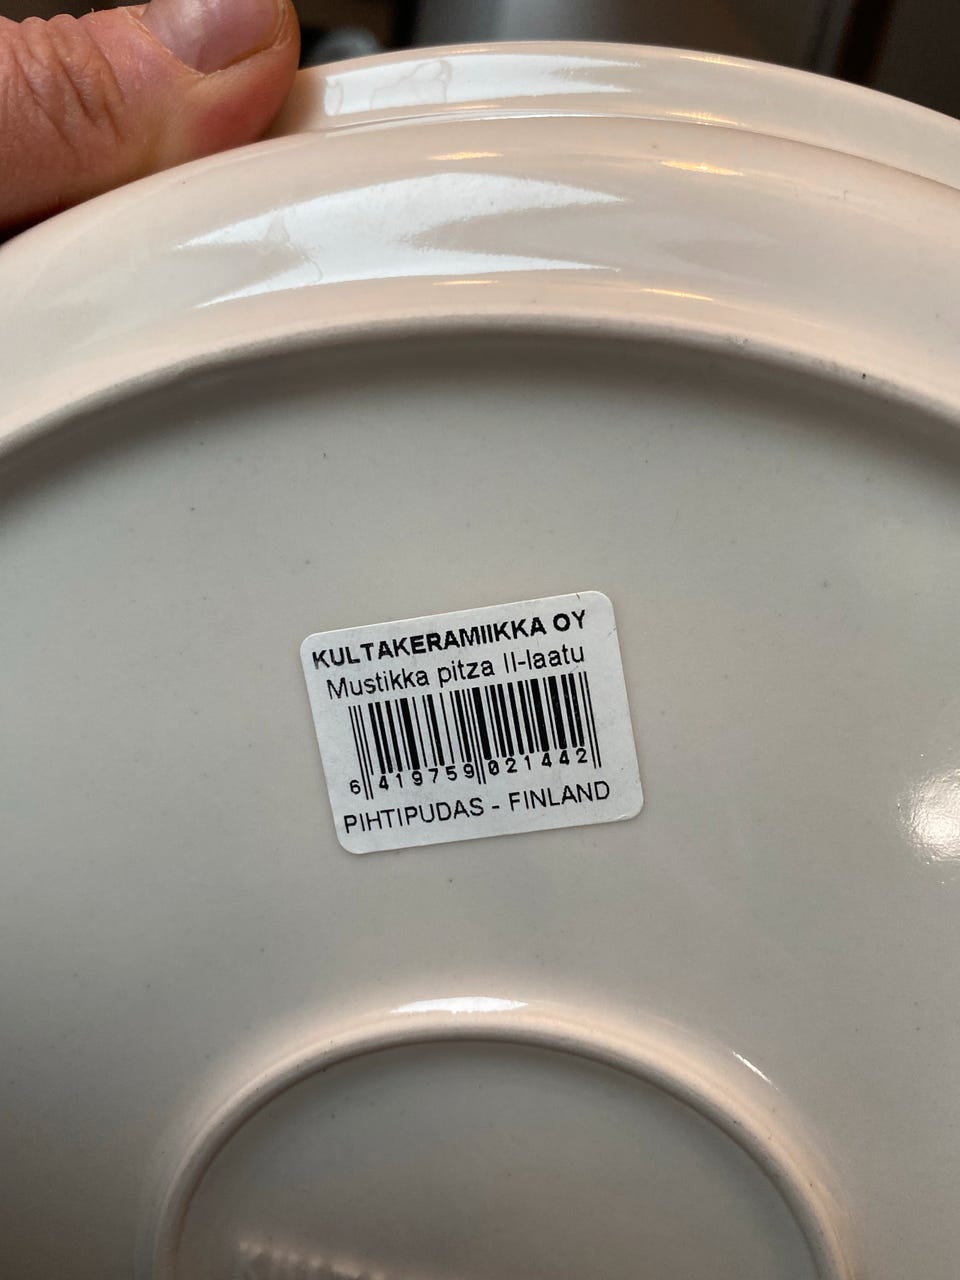 KULTAKERAMIIKKA OY
Mustikka pitza II-laatu
6 419759 021442
PIHTIPUDAS - FINLAND